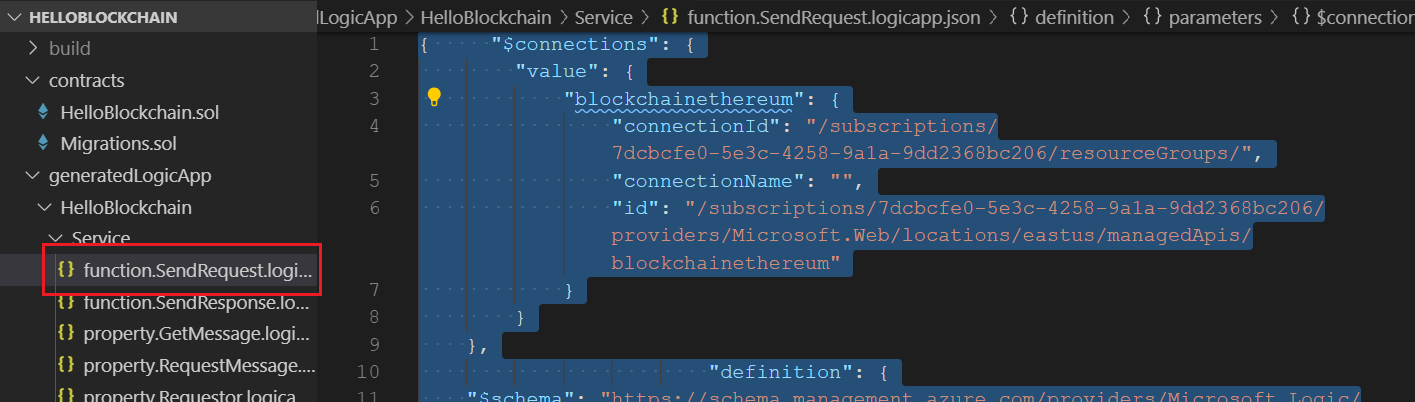 HELLOBLOCKCHAIN
build
contracts
HelloBlockchain.sol
Migrations.sol
generatedLogicApp
HelloBlockchain
Service
function.SendRequest.logi...
function.SendResponse.lo...
property.GetMessage.logi...
property.RequestMessage....
property.Requestor.logica...
dLogicApp > HelloBlockchain > Service > {} function.SendRequest.logicapp.json > {} definition > {} parameters > {} $connection
1 { "$connections": {
2 "value": {
3 "blockchainethereum": {
4 "connectionId": "/subscriptions/
7dcbcfe0-5e3c-4258-9a1a-9dd2368bc206/resourceGroups/",
5 "connectionName": "",
6 "id": "/subscriptions/7dcbcfe0-5e3c-4258-9a1a-9dd2368bc206/
providers/Microsoft.Web/locations/eastus/managedApis/
blockchainethereum"
7 }
8 }
9 },
10 "definition": {
11 "$schema": "https://schema.management.azure.com/providers/Microsoft.Logic/